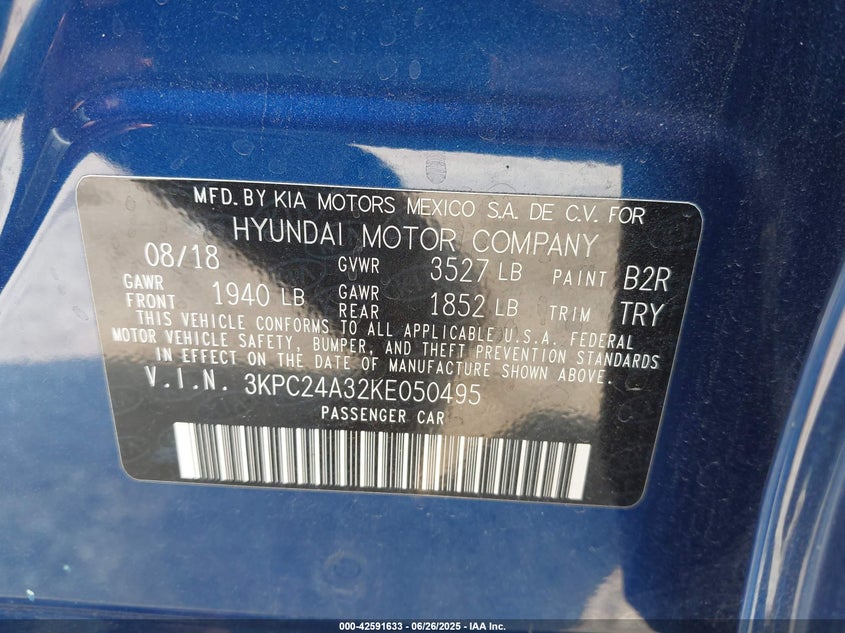 MFD. BY KIA MOTORS MEXICO S.A. DE C.V. FOR
HYUNDAI MOTOR COMPANY
08/18 GVWR 3527 LB PAINT B2R
GAWR FRONT 1940 LB GAWR REAR 1852 LB TRIM TRY
THIS VEHICLE CONFORMS TO ALL APPLICABLE U.S.A. FEDERAL
MOTOR VEHICLE SAFETY, BUMPER, AND THEFT PREVENTION STANDARDS
IN EFFECT ON THE DATE OF MANUFACTURE SHOWN ABOVE.
V.I.N. 3KPC24A32KE050495
PASSENGER CAR
000-42591633 - 06/26/2025 - IAA Inc.